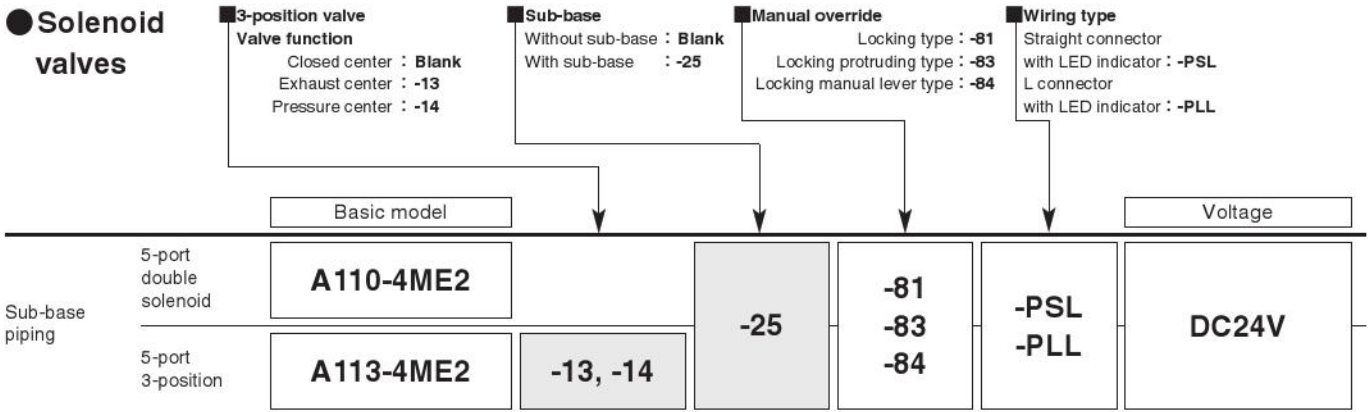 ●Solenoid
valves
■3-position valve
Valve function
Closed center : Blank
Exhaust center : -13
Pressure center : -14
■Sub-base
Without sub-base : Blank
With sub-base : -25
■Manual override
Locking type : -81
Locking protruding type : -83
Locking manual lever type : -84
■Wiring type
Straight connector
with LED indicator : -PSL
L connector
with LED indicator : -PLL
Basic model
Voltage
Sub-base
piping
5-port
double
solenoid
A110-4ME2
5-port
3-position
A113-4ME2
-13, -14
-25
-81
-83
-84
-PSL
-PLL
DC24V